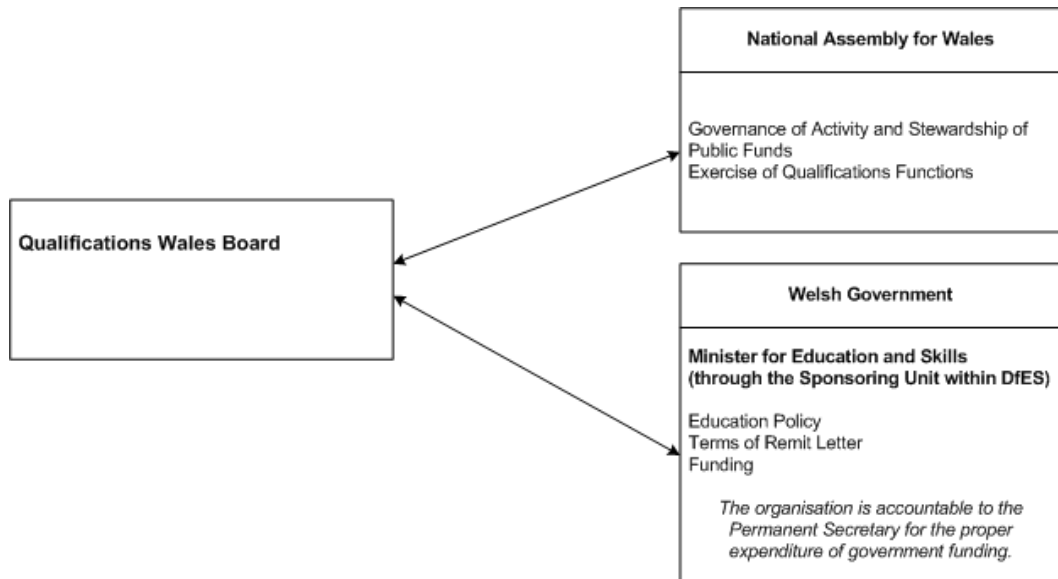 Qualifications Wales Board
National Assembly for Wales
Governance of Activity and Stewardship of
Public Funds
Exercise of Qualifications Functions
Welsh Government
Minister for Education and Skills
(through the Sponsoring Unit within DfES)
Education Policy
Terms of Remit Letter
Funding
The organisation is accountable to the
Permanent Secretary for the proper
expenditure of government funding.